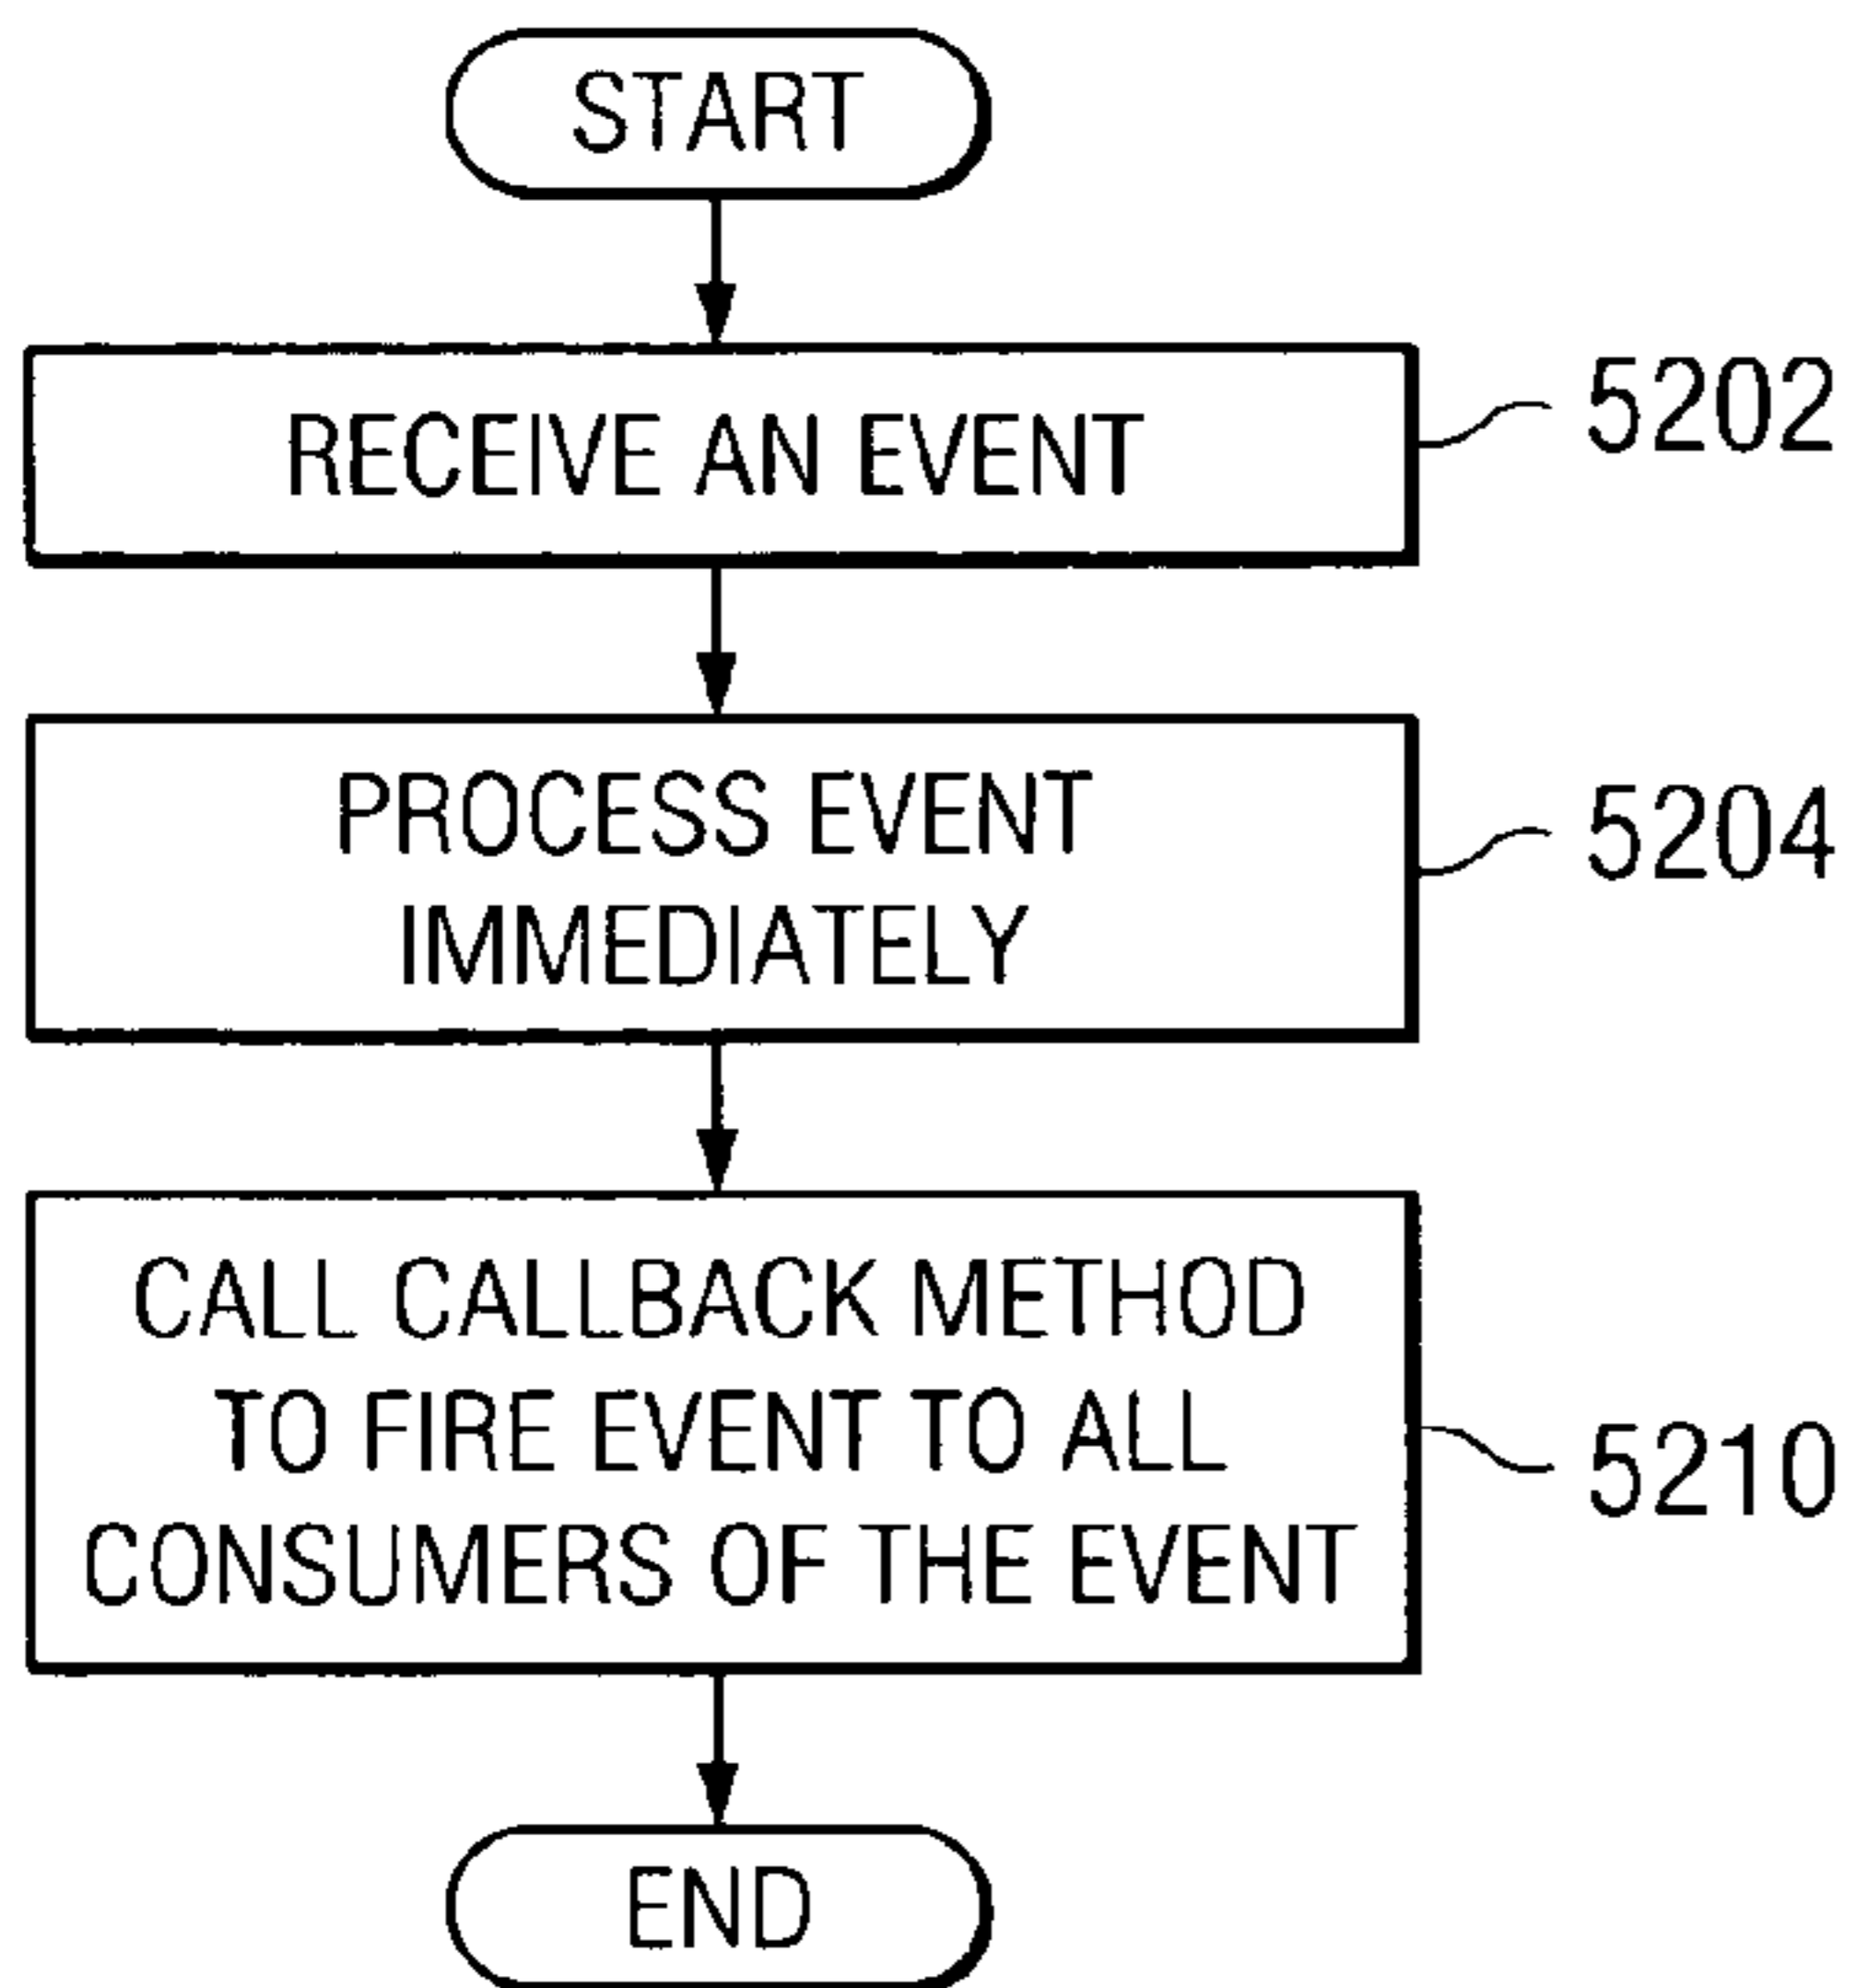 START
RECEIVE AN EVENT
5202
PROCESS EVENT
IMMEDIATELY
5204
CALL CALLBACK METHOD
TO FIRE EVENT TO ALL
CONSUMERS OF THE EVENT
5210
END